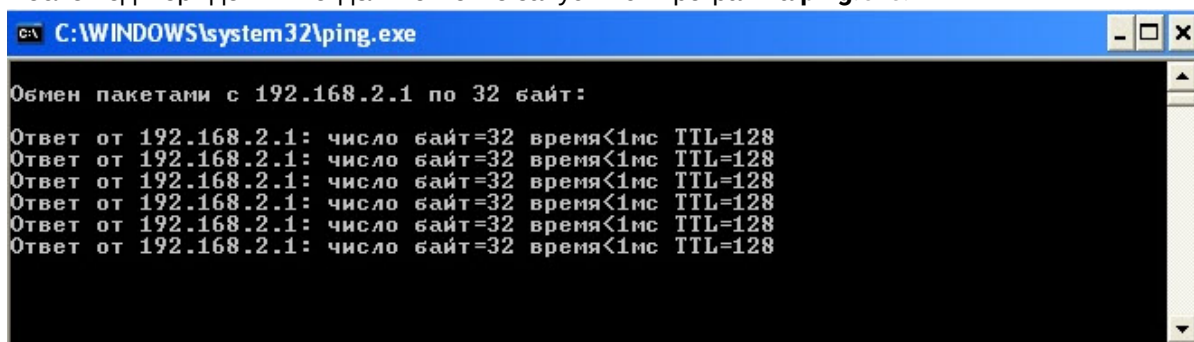 C:\WINDOWS\system32\ping.exe
Обмен пакетами с 192.168.2.1 по 32 байт:
Ответ от 192.168.2.1: число байт=32 время<1мс TTL=128
Ответ от 192.168.2.1: число байт=32 время<1мс TTL=128
Ответ от 192.168.2.1: число байт=32 время<1мс TTL=128
Ответ от 192.168.2.1: число байт=32 время<1мс TTL=128
Ответ от 192.168.2.1: число байт=32 время<1мс TTL=128
Ответ от 192.168.2.1: число байт=32 время<1мс TTL=128